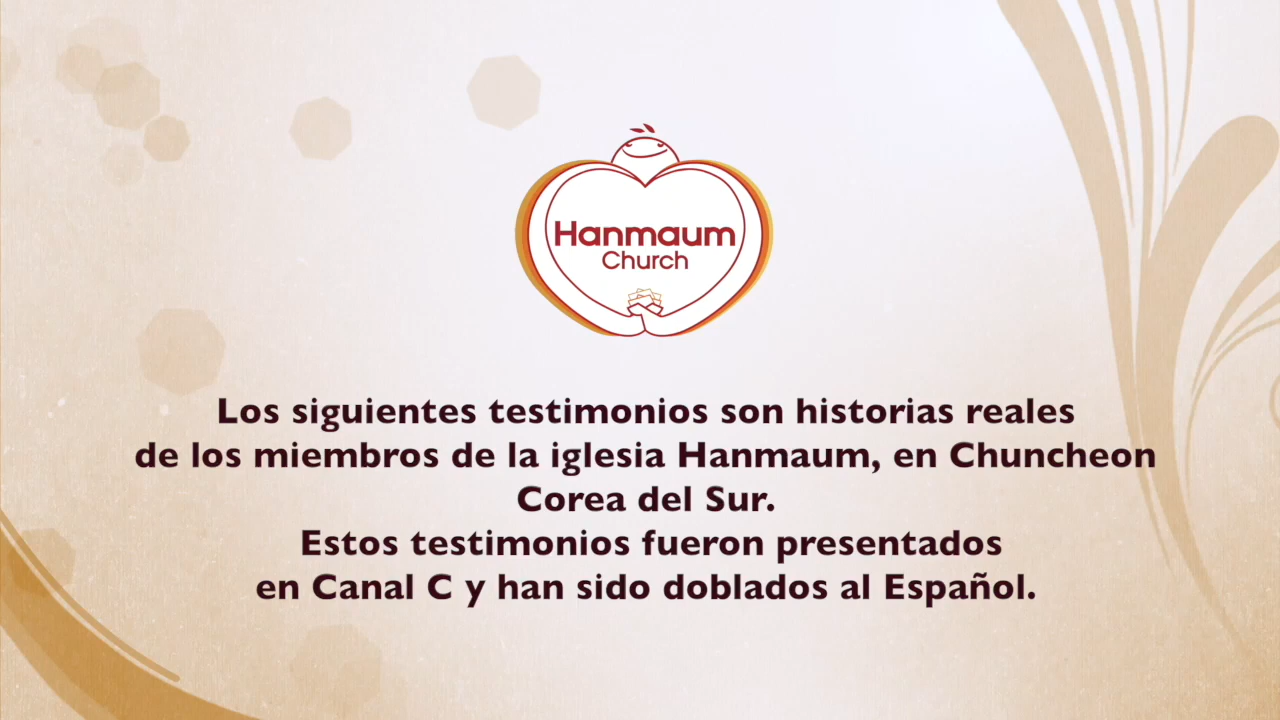 Hanmaum
Church
Los siguientes testimonios son historias reales
de los miembros de la iglesia Hanmaum, en Chuncheon
Corea del Sur.
Estos testimonios fueron presentados
en Canal C y han sido doblados al Español.